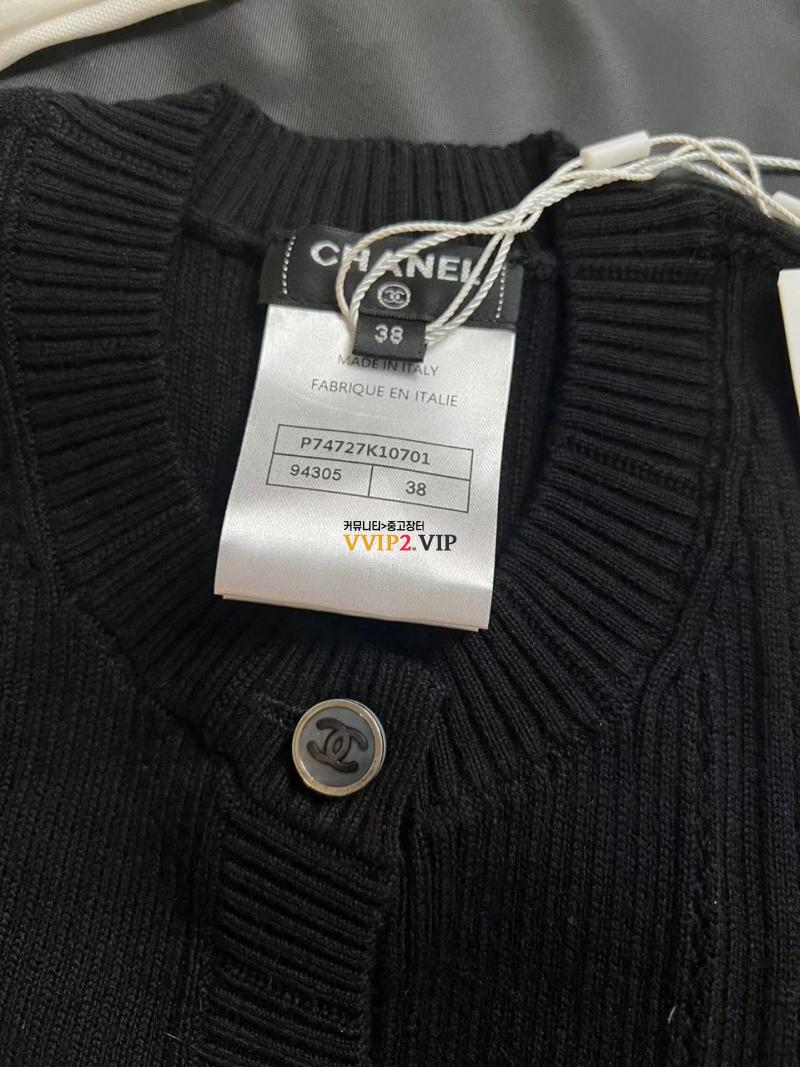 CHANEL
38
MADE IN ITALY
FABRIQUE EN ITALIE
P74727K10701
94305
38
커뮤니티>중고장터
VVIP2.VIP